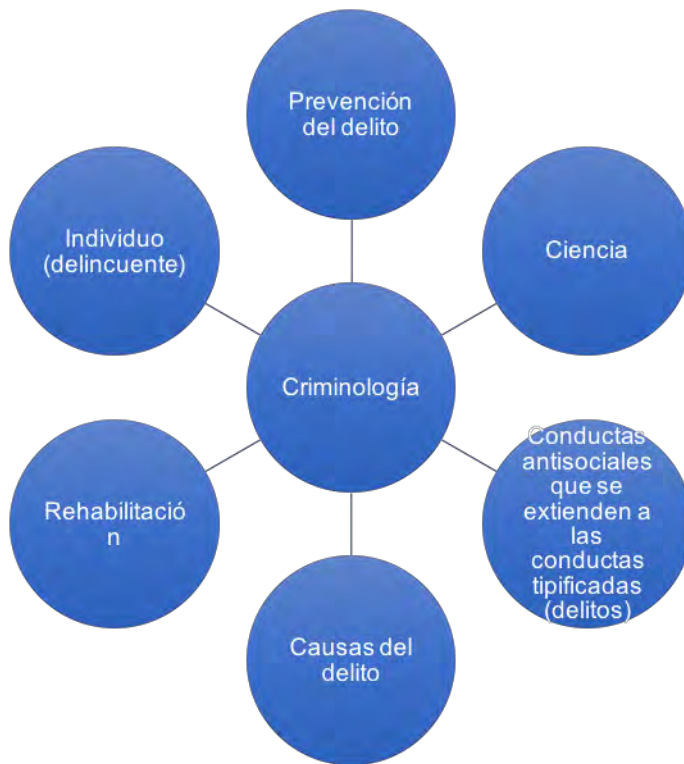 Prevención
del delito
Individuo
(delincuente)
Ciencia
Criminología
Rehabilitació
n
Conductas
antisociales
que se
extienden a
las
conductas
tipificadas
(delitos)
Causas del
delito